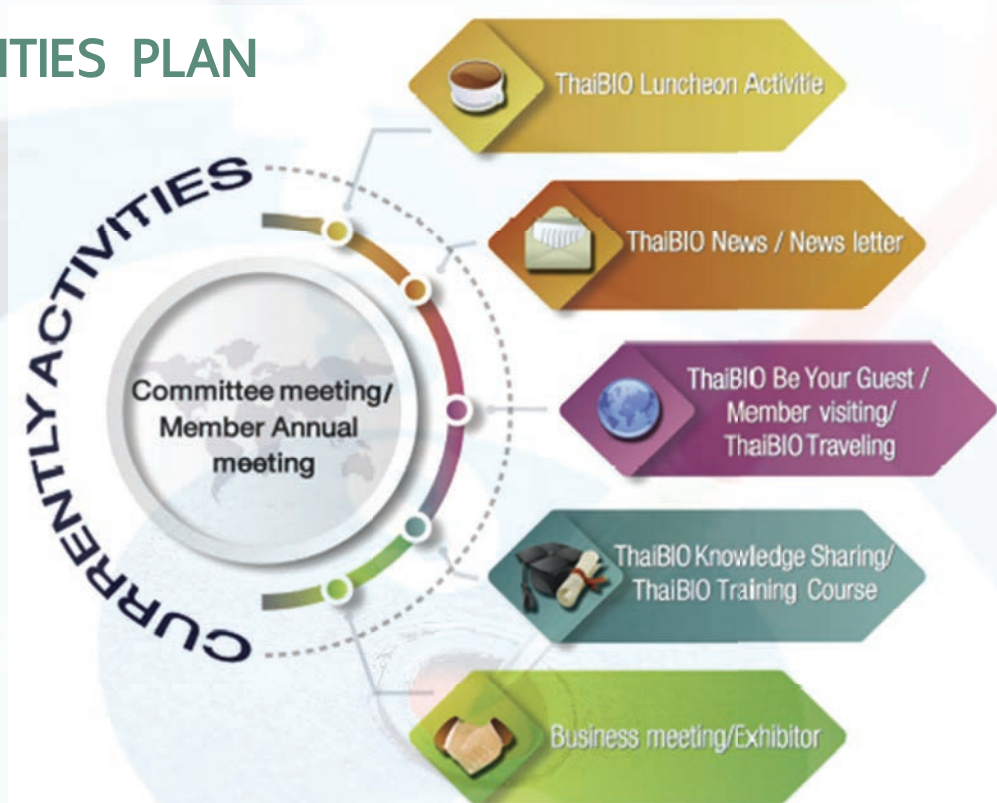 ITIES PLAN
CURRENTLY ACTIVITIES
Committee meeting/
Member Annual
meeting
ThaiBIO Luncheon Activitie
ThaiBIO News / News letter
ThaiBIO Be Your Guest /
Member visiting/
ThaiBIO Traveling
ThaiBIO Knowledge Sharing/
ThaiBIO Training Course
Business meeting/Exhibitor